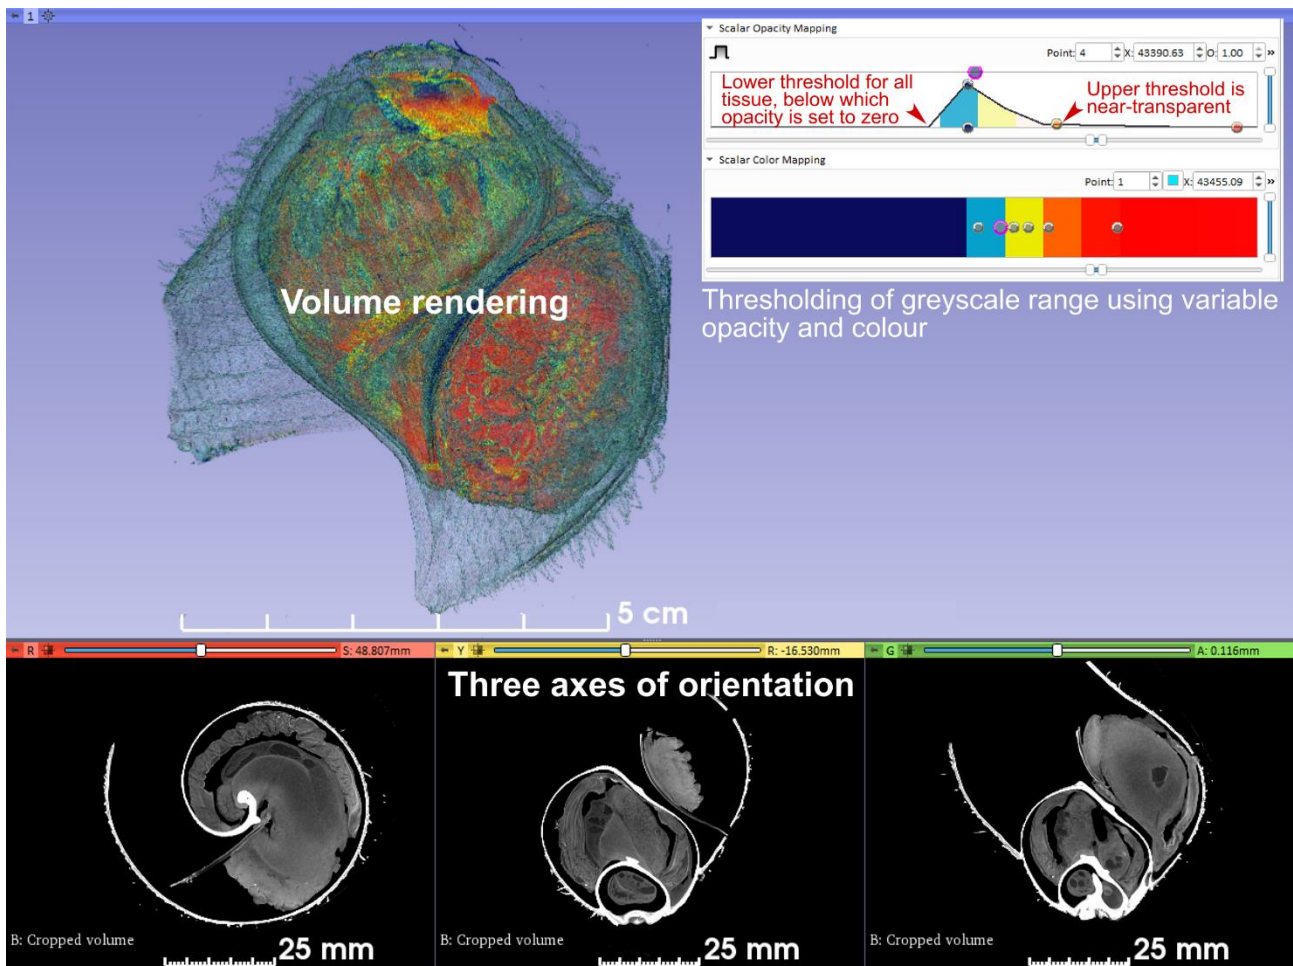 1
Scalar Opacity Mapping
Point: 4 X: 43390.63 O: 1.00 »
Lower threshold for all
tissue, below which
opacity is set to zero
Upper threshold is
near-transparent
Scalar Color Mapping
Point: 1 X: 43455.09 »
Thresholding of greyscale range using variable
opacity and colour
Volume rendering
5 cm
R S: 48.807mm
Y R: -16.530mm
G A: 0.116mm
Three axes of orientation
B: Cropped volume
25 mm
B: Cropped volume
25 mm
B: Cropped volume
25 mm